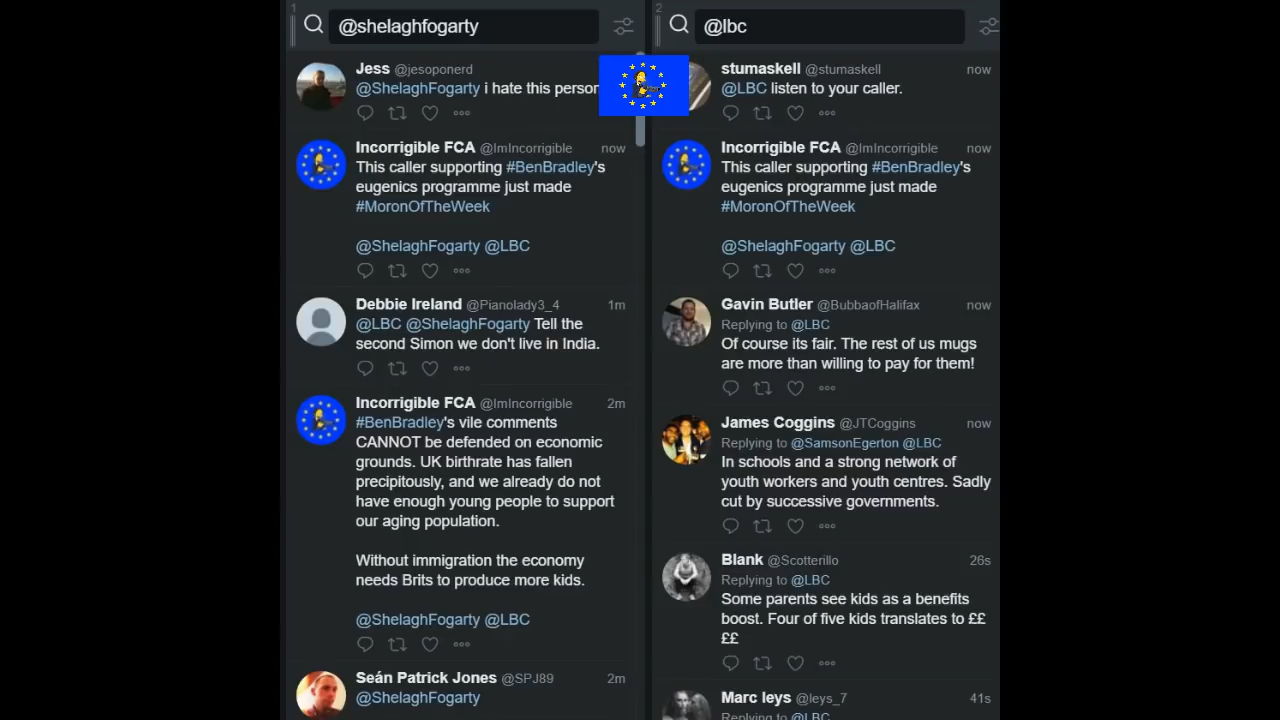 1
@shelaghfogarty
Jess @jesoponerd
@ShelaghFogarty i hate this person
Incorrigible FCA @ImIncorrigible now
This caller supporting #BenBradley's
eugenics programme just made
#MoronOfTheWeek
@ShelaghFogarty @LBC
Debbie Ireland @Pianolady3_4 1m
@LBC @ShelaghFogarty Tell the
second Simon we don't live in India.
Incorrigible FCA @ImIncorrigible 2m
#BenBradley's vile comments
CANNOT be defended on economic
grounds. UK birthrate has fallen
precipitously, and we already do not
have enough young people to support
our aging population.
Without immigration the economy
needs Brits to produce more kids.
@ShelaghFogarty @LBC
Seán Patrick Jones @SPJ89 2m
@ShelaghFogarty
2
@lbc
stumaskell @stumaskell now
@LBC listen to your caller.
Incorrigible FCA @ImIncorrigible now
This caller supporting #BenBradley's
eugenics programme just made
#MoronOfTheWeek
@ShelaghFogarty @LBC
Gavin Butler @BubbaofHalifax now
Replying to @LBC
Of course its fair. The rest of us mugs
are more than willing to pay for them!
James Coggins @JTCoggins now
Replying to @SamsonEgerton @LBC
In schools and a strong network of
youth workers and youth centres. Sadly
cut by successive governments.
Blank @Scotterillo 26s
Replying to @LBC
Some parents see kids as a benefits
boost. Four of five kids translates to ££
££
Marc leys @leys_7 41s
Replying to @LBC